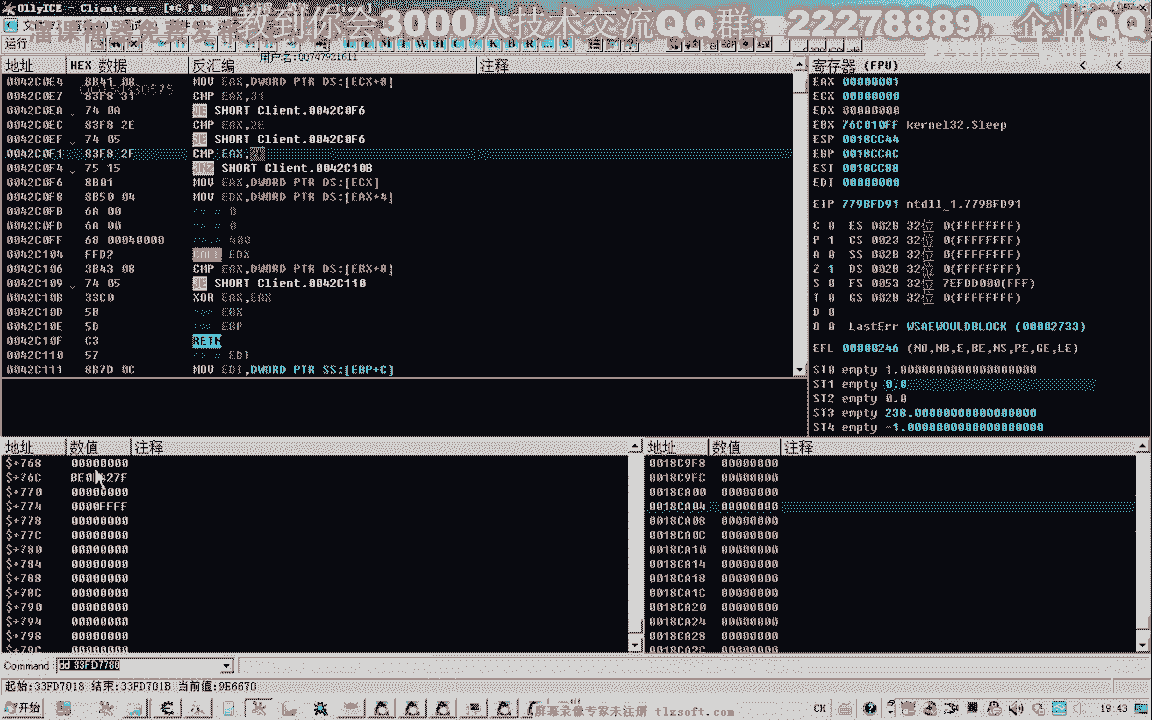 OllyICE - Client.exe
教到你会3000人技术交流QQ群：22278889，企业QQ
用户名:QQ747921611
地址 HEX 数据 反汇编 注释
0042C0E4 8B41 08 MOV EAX,DWORD PTR DS:[ECX+8]
0042C0E7 83F8 31 CMP EAX,31
0042C0EA 74 0A JE SHORT Client.0042C0F6
0042C0EC 83F8 2E CMP EAX,2E
0042C0EF 74 05 JE SHORT Client.0042C0F6
0042C0F1 83F8 2F CMP EAX,2F
0042C0F4 75 15 JNZ SHORT Client.0042C10B
0042C0F6 8B01 MOV EAX,DWORD PTR DS:[ECX]
0042C0F8 8B50 04 MOV EDX,DWORD PTR DS:[EAX+4]
0042C0FB 6A 00 0
0042C0FD 6A 00 0
0042C0FF 68 00040000 400
0042C104 FFD2 CALL EDX
0042C106 3B43 08 CMP EAX,DWORD PTR DS:[EBX+8]
0042C109 74 05 JE SHORT Client.0042C110
0042C10B 33C0 XOR EAX,EAX
0042C10D 5B EBX
0042C10E 5D EBP
0042C10F C3 RETN
0042C110 57 EDI
0042C111 8B7D 0C MOV EDI,DWORD PTR SS:[EBP+C]
寄存器 (FPU) < <
EAX 00000001
ECX 00000000
EDX 00000000
EBX 76C010FF kernel32.Sleep
ESP 0018CC44
EBP 0018CCAC
ESI 0018CC88
EDI 00000000
EIP 779BFD91 ntdll_1.779BFD91
C 0 ES 002B 32位 0(FFFFFFFF)
P 1 CS 0023 32位 0(FFFFFFFF)
A 0 SS 002B 32位 0(FFFFFFFF)
Z 1 DS 002B 32位 0(FFFFFFFF)
S 0 FS 0053 32位 7EFDD000(FFF)
T 0 GS 002B 32位 0(FFFFFFFF)
D 0
O 0 LastErr WSAEWOULDBLOCK (00002733)
EFL 00000246 (NO,NB,E,BE,NS,PE,GE,LE)
ST0 empty 1.0000000000000000000
ST1 empty 0.0
ST2 empty 0.0
ST3 empty 238.00000000000000000
ST4 empty -1.0000000000000000000
地址 数值 注释
$+768 00000000
$+76C
$+770 00000000
$+774 0000FFFF
$+778 00000000
$+77C 00000000
$+780 00000000
$+784 00000000
$+788 00000000
$+78C 00000000
$+790 00000000
$+794 00000000
$+798 00000000
$+79C 00000000
地址 数值 注释
0018C9F8 00000000
0018C9FC 00000000
0018CA00 00000000
0018CA04 00000000
0018CA08 00000000
0018CA0C 00000000
0018CA10 00000000
0018CA14 00000000
0018CA18 00000000
0018CA1C 00000000
0018CA20 00000000
0018CA24 00000000
0018CA28 00000000
0018CA2C 00000000
Command: dd 33FD7788
起始:33FD7018 结束:33FD701B 当前值:9E6670
开始
屏幕录像专家未注册 tlxsoft.com
CH
19:43